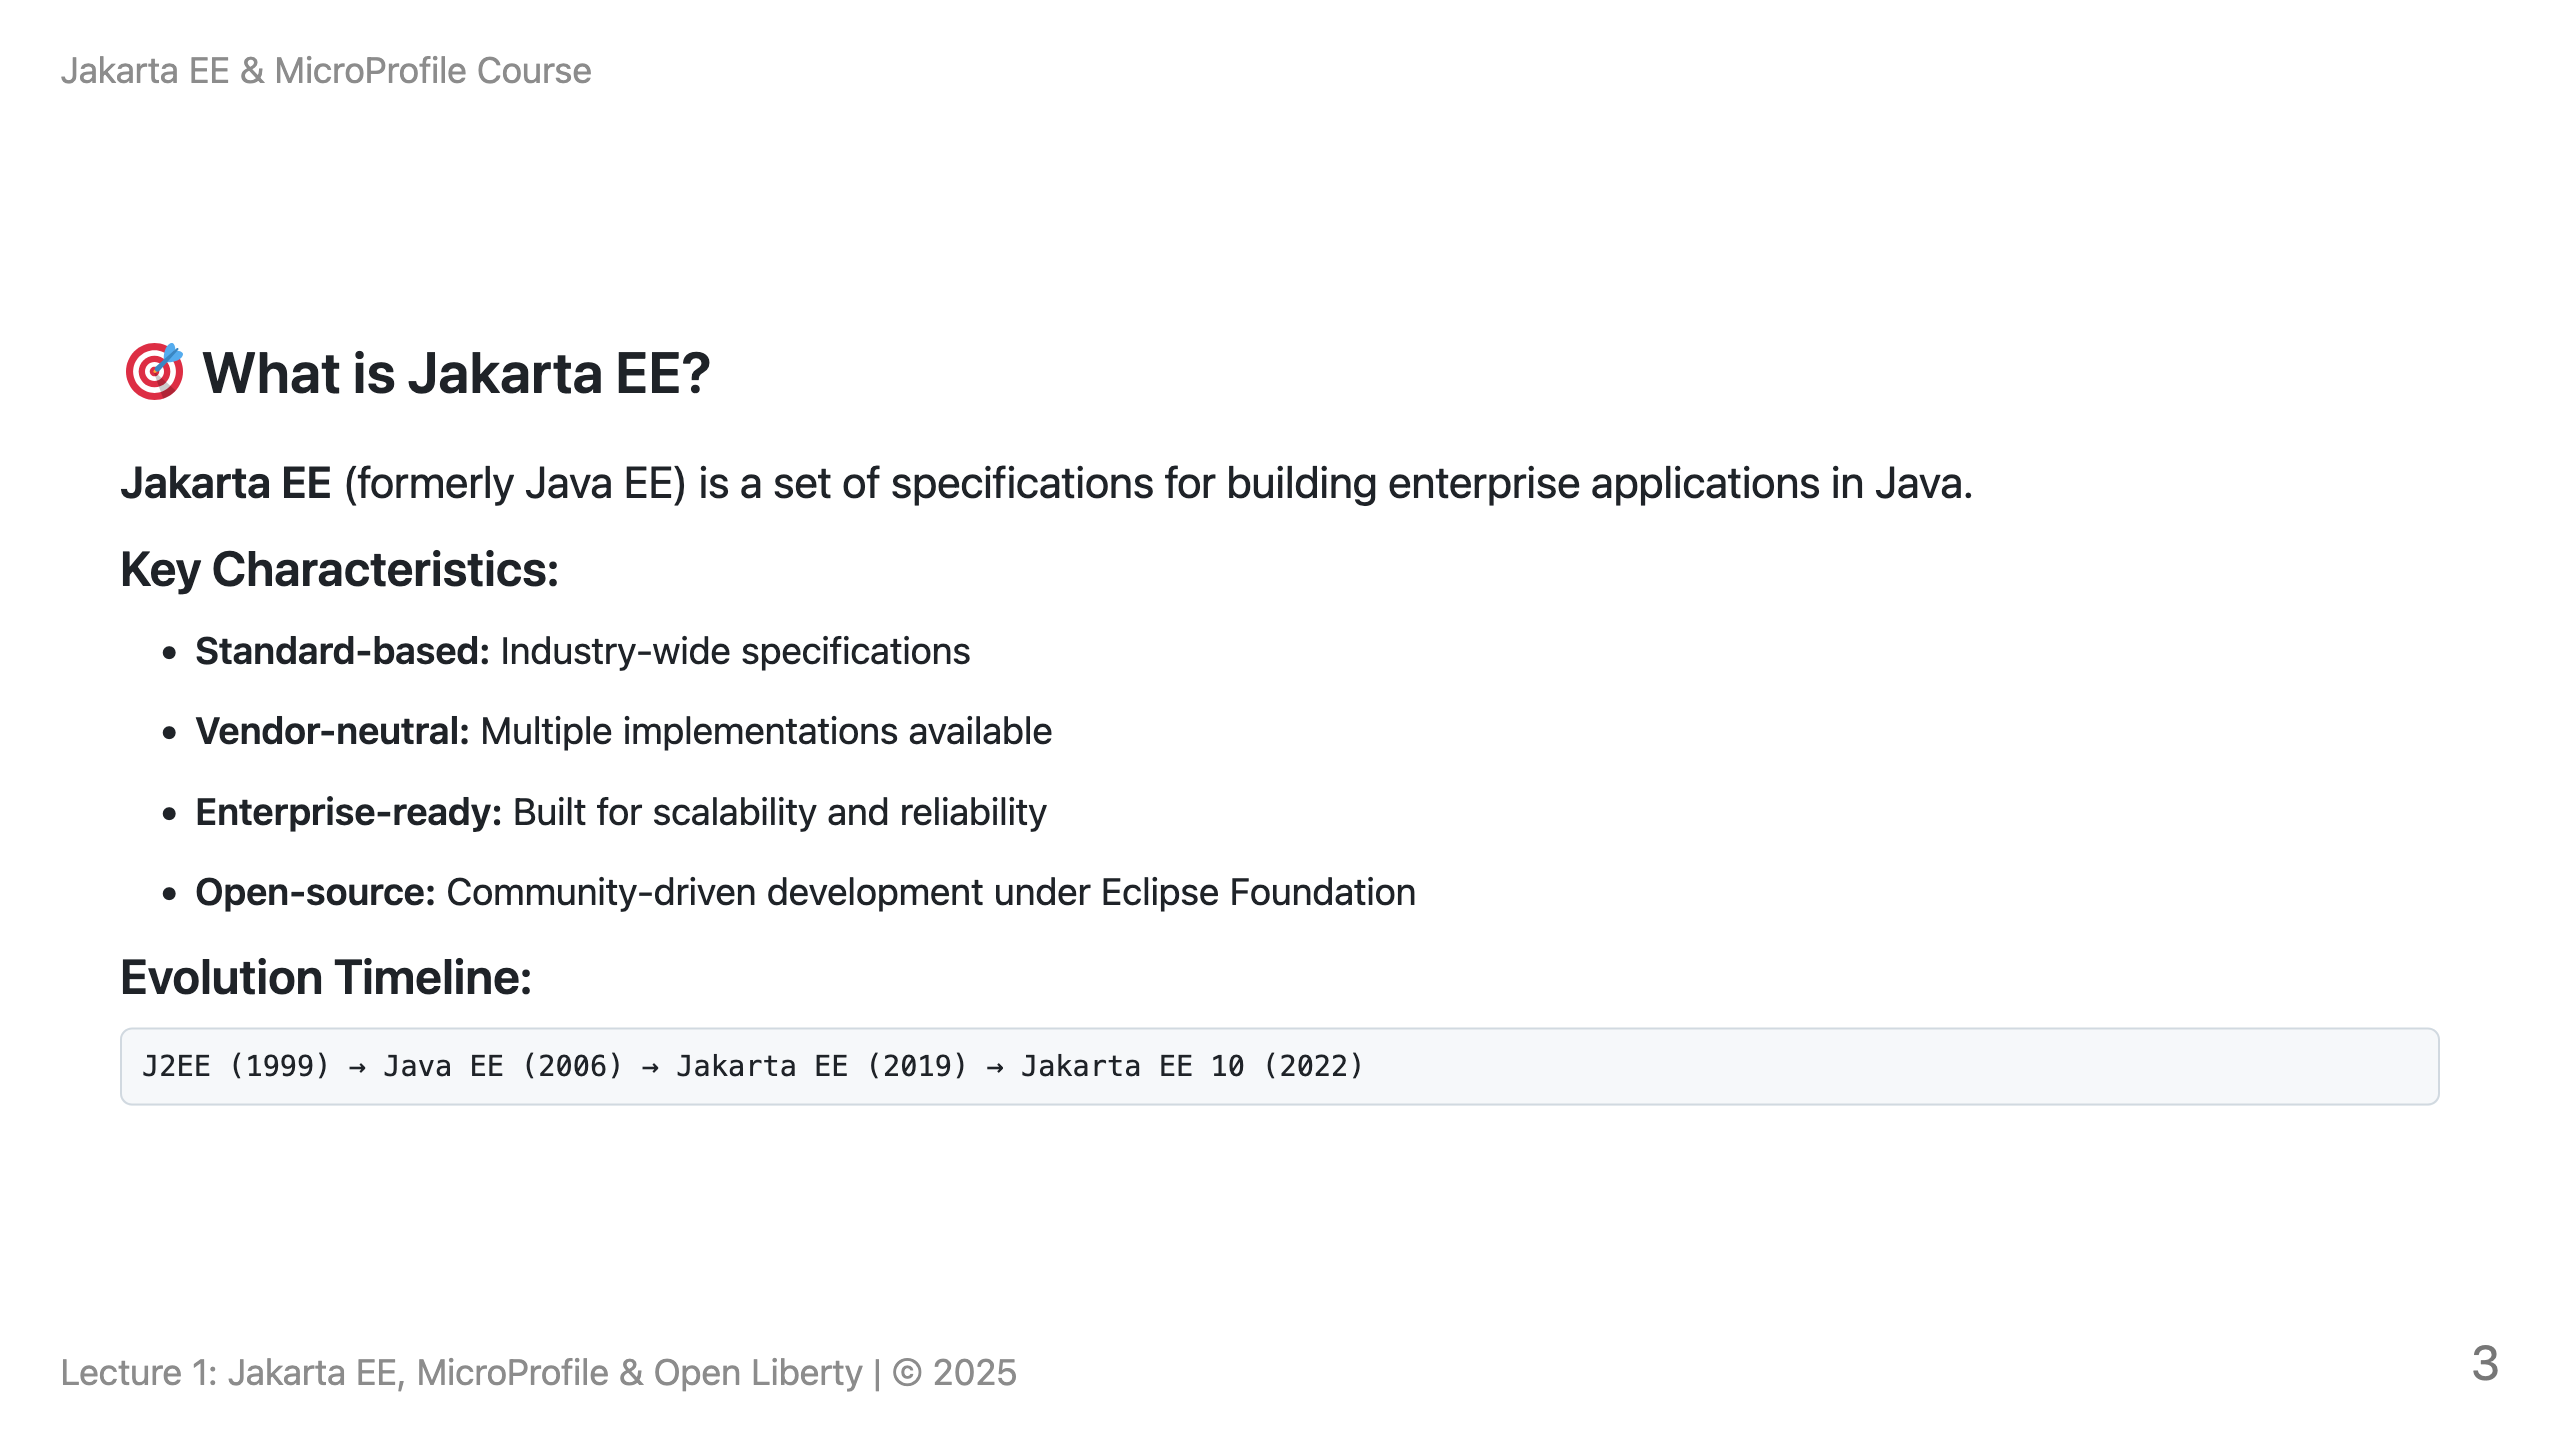 Jakarta EE & MicroProfile Course
🎯 What is Jakarta EE?
Jakarta EE (formerly Java EE) is a set of specifications for building enterprise applications in Java.
Key Characteristics:
• Standard-based: Industry-wide specifications
• Vendor-neutral: Multiple implementations available
• Enterprise-ready: Built for scalability and reliability
• Open-source: Community-driven development under Eclipse Foundation
Evolution Timeline:
J2EE (1999) → Java EE (2006) → Jakarta EE (2019) → Jakarta EE 10 (2022)
Lecture 1: Jakarta EE, MicroProfile & Open Liberty | © 2025
3